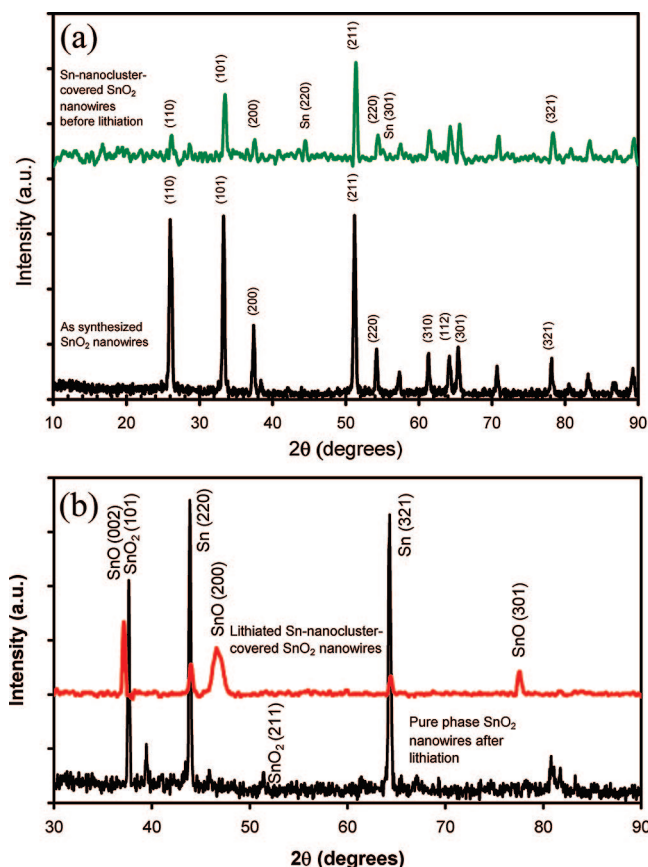 (a)
Sn-nanocluster-
covered SnO2
nanowires
before lithiation
(110)
(101)
(200)
Sn (220)
(211)
(220)
Sn (301)
(321)
Intensity (a.u.)
As synthesized
SnO2 nanowires
(110)
(101)
(200)
(211)
(220)
(310)
(112)
(301)
(321)
10 20 30 40 50 60 70 80 90
2θ (degrees)
(b)
SnO (002)
SnO2 (101)
Sn (220)
SnO (200)
Sn (321)
SnO (301)
Lithiated Sn-nanocluster-
covered SnO2 nanowires
SnO2 (211)
Pure phase SnO2
nanowires after
lithiation
Intensity (a.u.)
30 40 50 60 70 80 90
2θ (degrees)